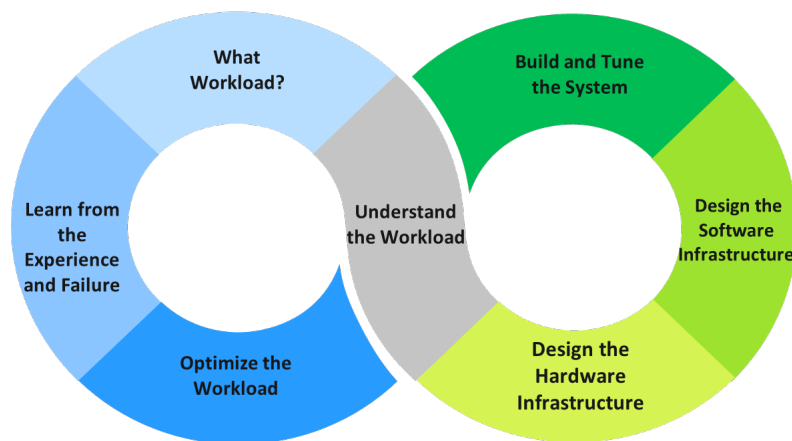 What
Workload?
Build and Tune
the System
Learn from
the
Experience
and Failure
Understand
the Workload
Design the
Software
Infrastructure
Optimize the
Workload
Design the
Hardware
Infrastructure